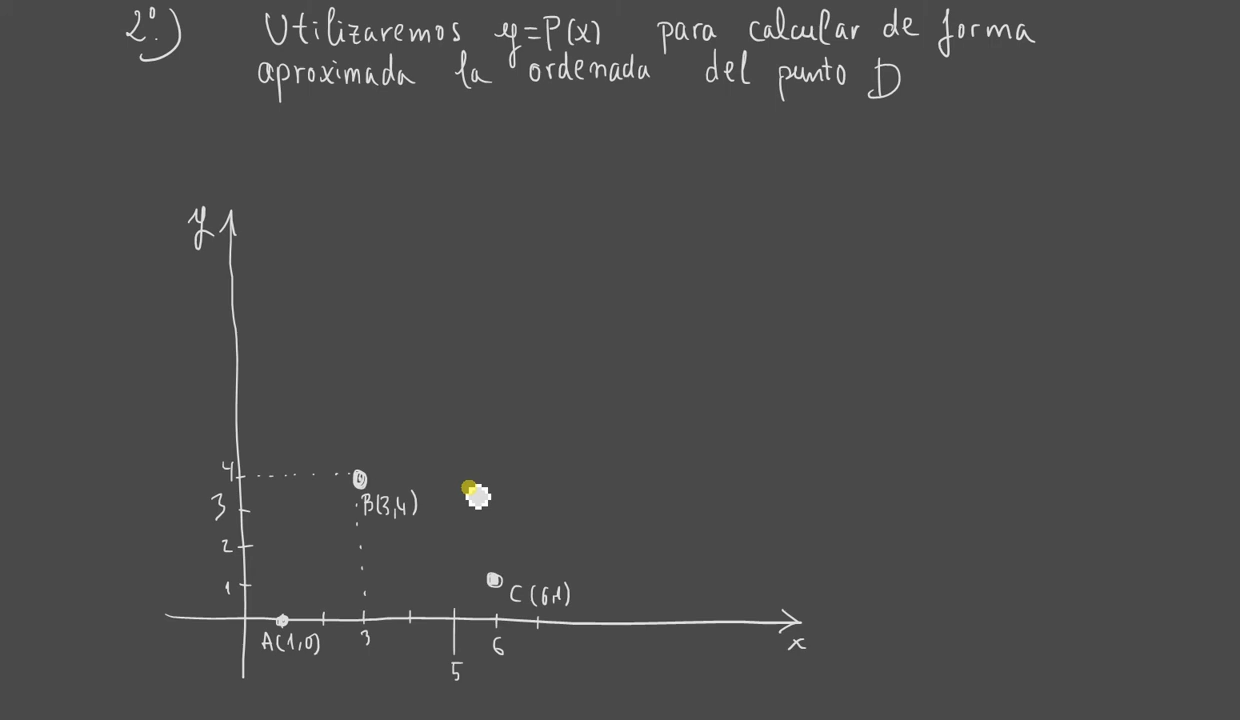 2º.) Utilizaremos y=P(x) para calcular de forma
aproximada la ordenada del punto D
y
4
3
B(3,4)
2
1
C(6,1)
A(1,0)
3
5
6
x